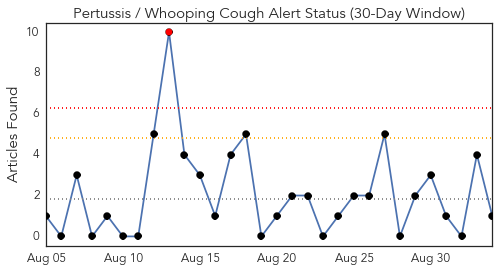 Pertussis / Whooping Cough Alert Status (30-Day Window)
Articles Found
10
8
6
4
2
0
Aug 05 Aug 10 Aug 15 Aug 20 Aug 25 Aug 30